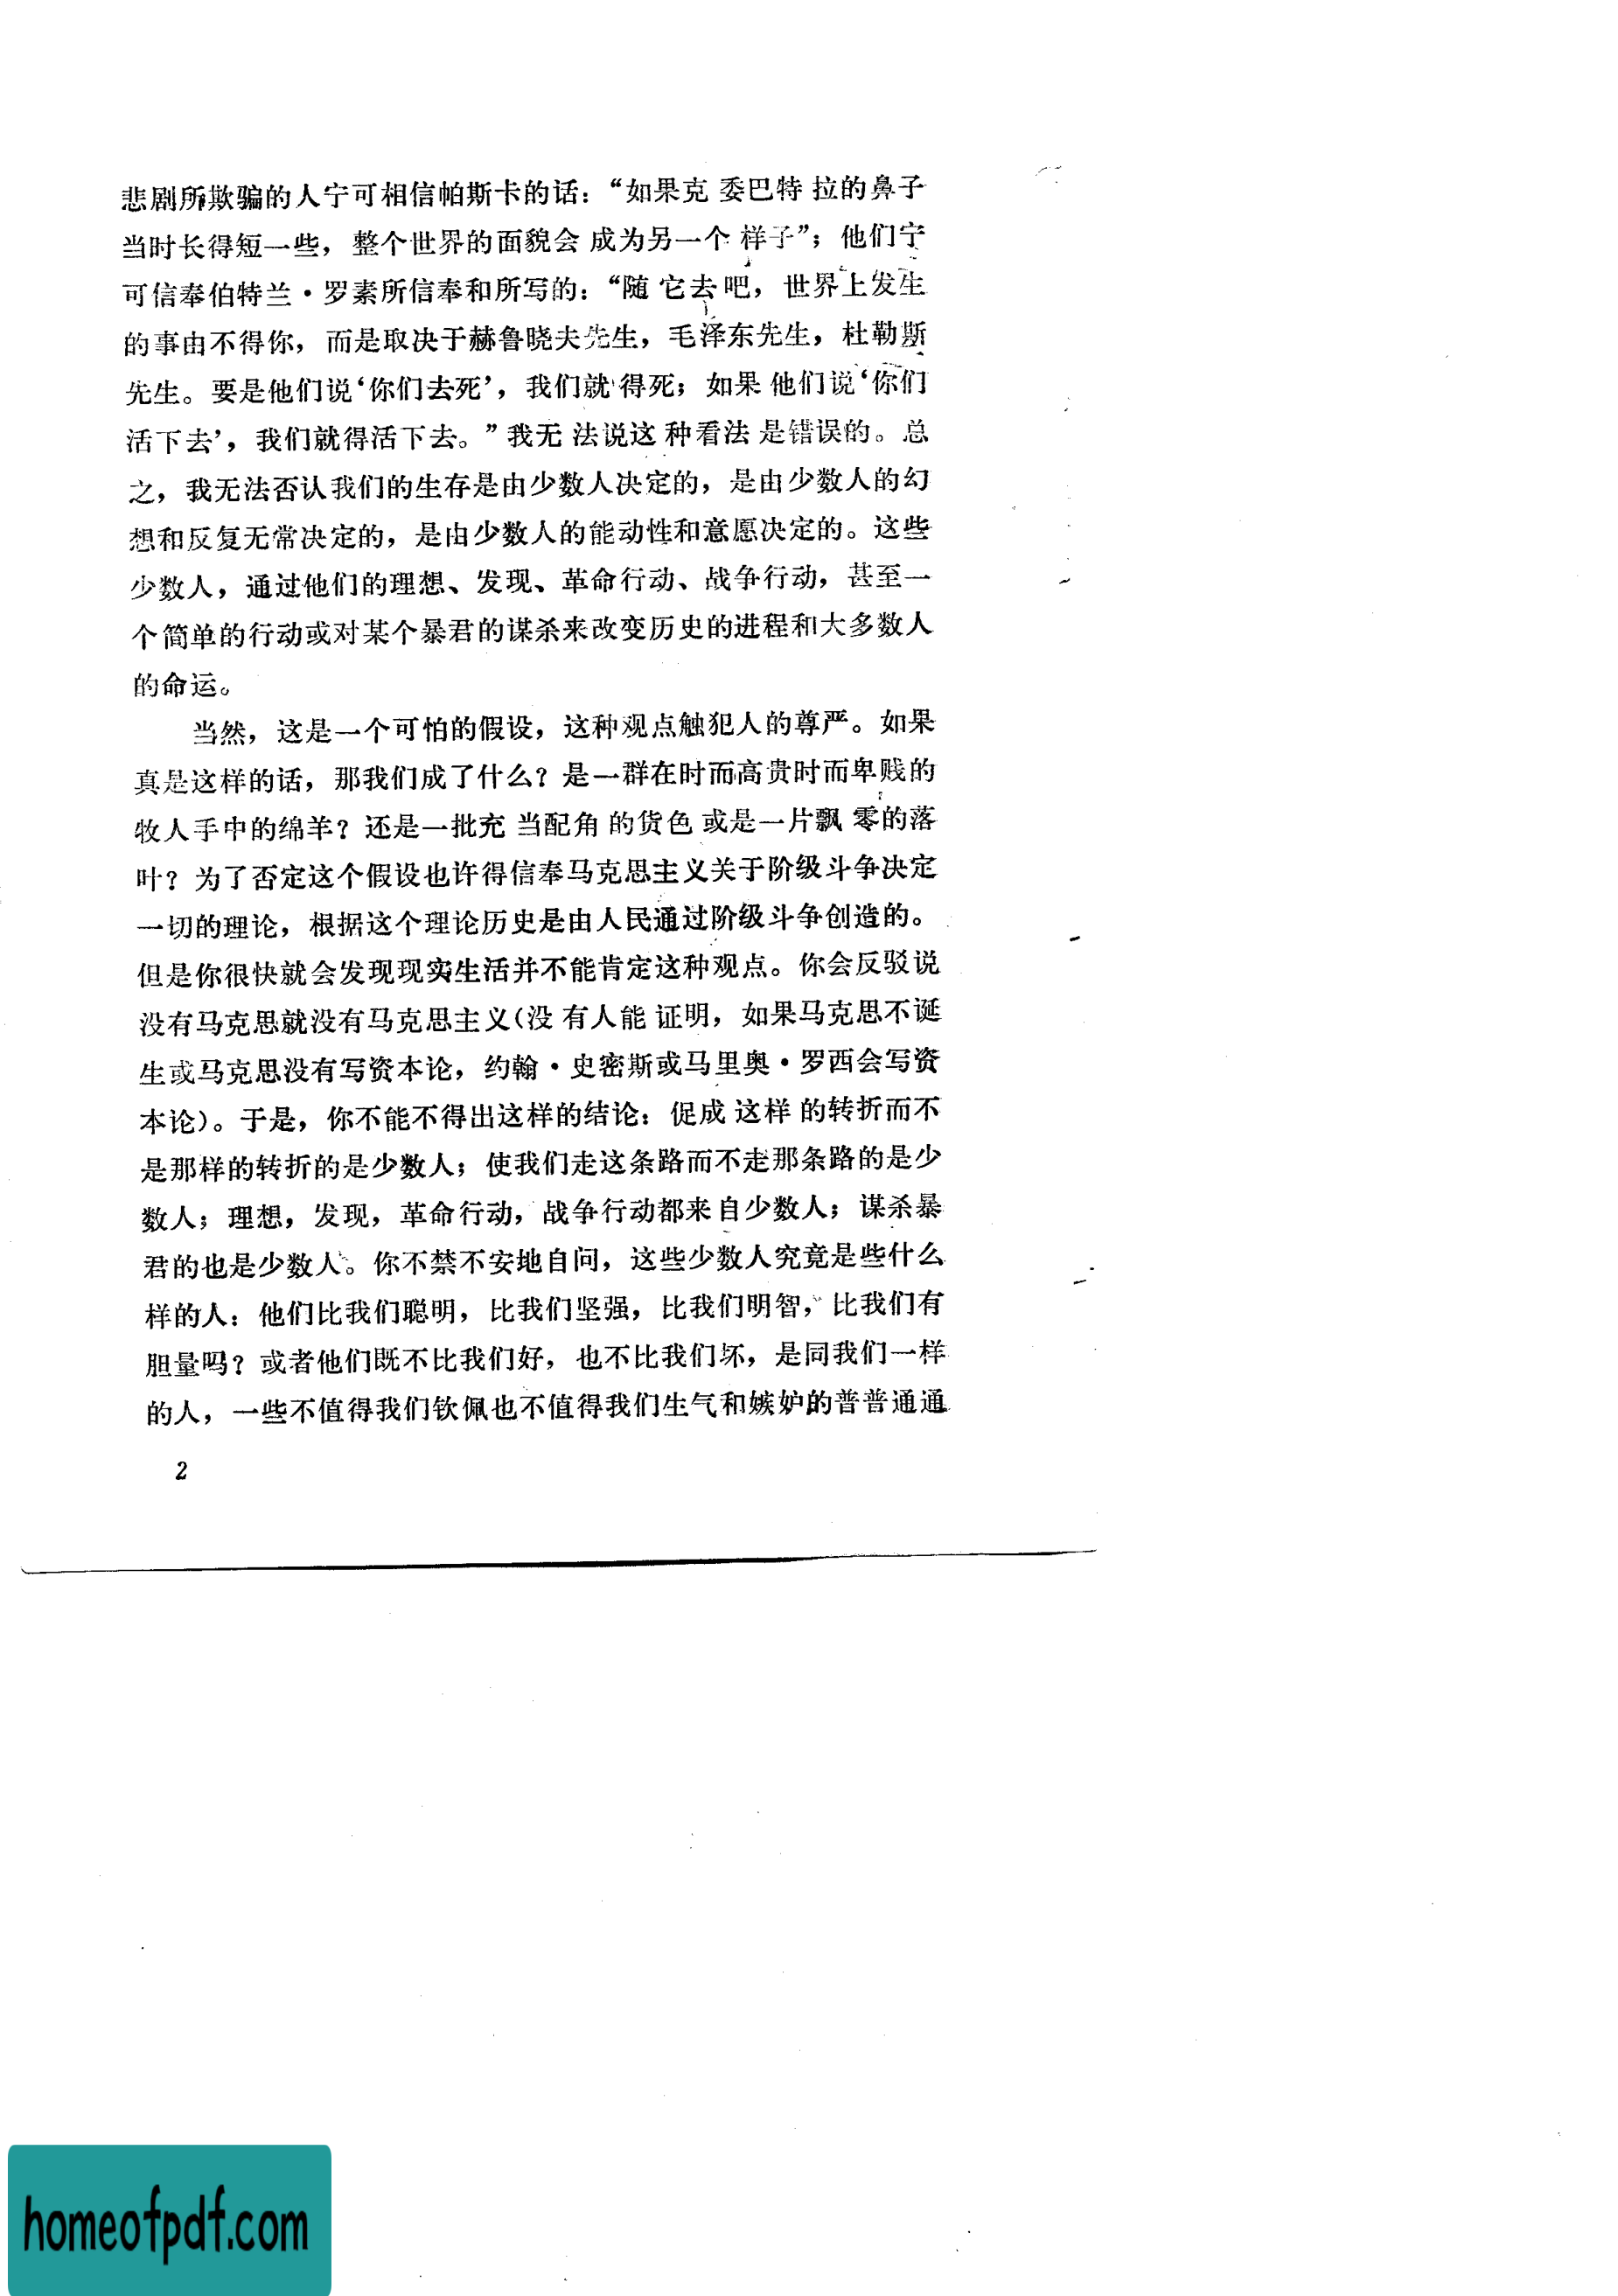 悲剧所欺骗的人宁可相信帕斯卡的话：“如果克委巴特拉的鼻子
当时长得短一些，整个世界的面貌会成为另一个样子”；他们宁
可信奉伯特兰·罗素所信奉和所写的：“随它去吧，世界上发生
的事由不得你，而是取决于赫鲁晓夫先生，毛泽东先生，杜勒斯
先生。要是他们说‘你们去死’，我们就得死；如果他们说‘你们
活下去’，我们就得活下去。”我无法说这种看法是错误的。总
之，我无法否认我们的生存是由少数人决定的，是由少数人的幻
想和反复无常决定的，是由少数人的能动性和意愿决定的。这些
少数人，通过他们的理想、发现、革命行动、战争行动，甚至一
个简单的行动或对某个暴君的谋杀来改变历史的进程和大多数人
的命运。
当然，这是一个可怕的假设，这种观点触犯人的尊严。如果
真是这样的话，那我们成了什么？是一群在时而高贵时而卑贱的
牧人手中的绵羊？还是一批充当配角的货色或是一片飘零的落
叶？为了否定这个假设也许得信奉马克思主义关于阶级斗争决定
一切的理论，根据这个理论历史是由人民通过阶级斗争创造的。
但是你很快就会发现现实生活并不能肯定这种观点。你会反驳说
没有马克思就没有马克思主义（没有人能证明，如果马克思不诞
生或马克思没有写资本论，约翰·史密斯或马里奥·罗西会写资
本论）。于是，你不能不得出这样的结论：促成这样的转折而不
是那样的转折的是少数人；使我们走这条路而不走那条路的是少
数人；理想，发现，革命行动，战争行动都来自少数人；谋杀暴
君的也是少数人。你不禁不安地自问，这些少数人究竟是些什么
样的人：他们比我们聪明，比我们坚强，比我们明智，比我们有
胆量吗？或者他们既不比我们好，也不比我们坏，是同我们一样
的人，一些不值得我们钦佩也不值得我们生气和嫉妒的普普通通
2
homeofpdf.com